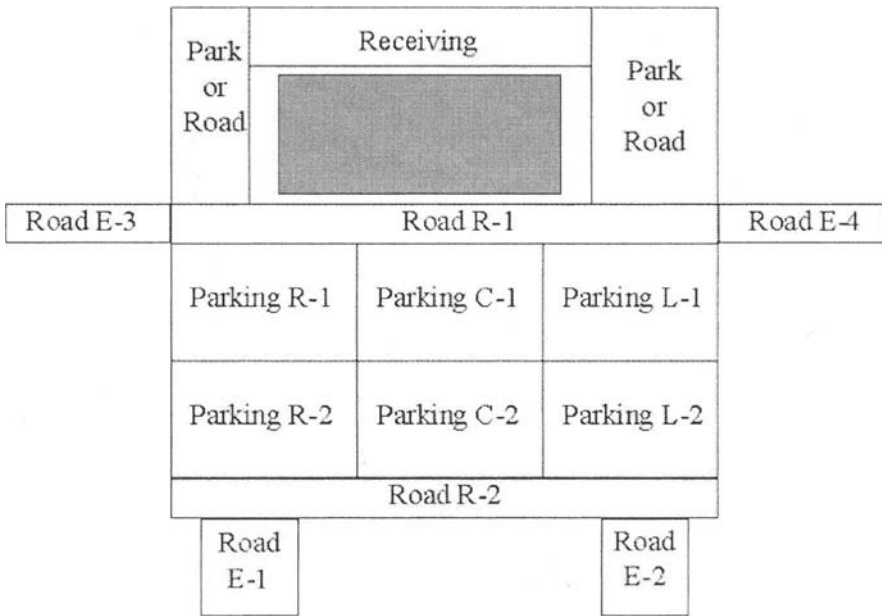 Park
or
Road
Receiving
Park
or
Road
Road E-3
Road R-1
Road E-4
Parking R-1
Parking C-1
Parking L-1
Parking R-2
Parking C-2
Parking L-2
Road R-2
Road
E-1
Road
E-2